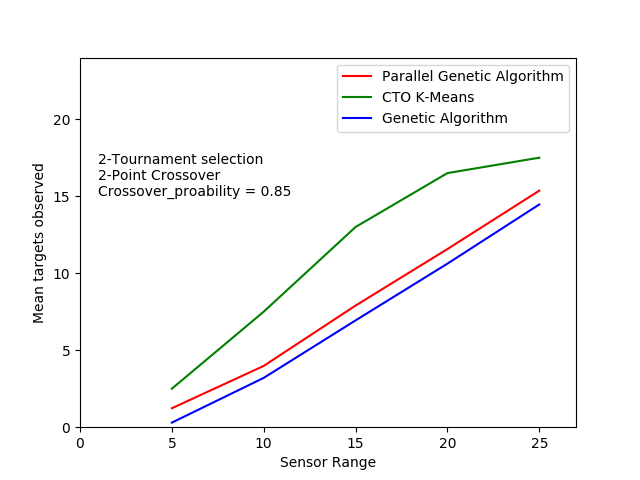 Parallel Genetic Algorithm
CTO K-Means
Genetic Algorithm
2-Tournament selection
2-Point Crossover
Crossover_proability = 0.85
Mean targets observed
20
15
10
5
0
0 5 10 15 20 25
Sensor Range